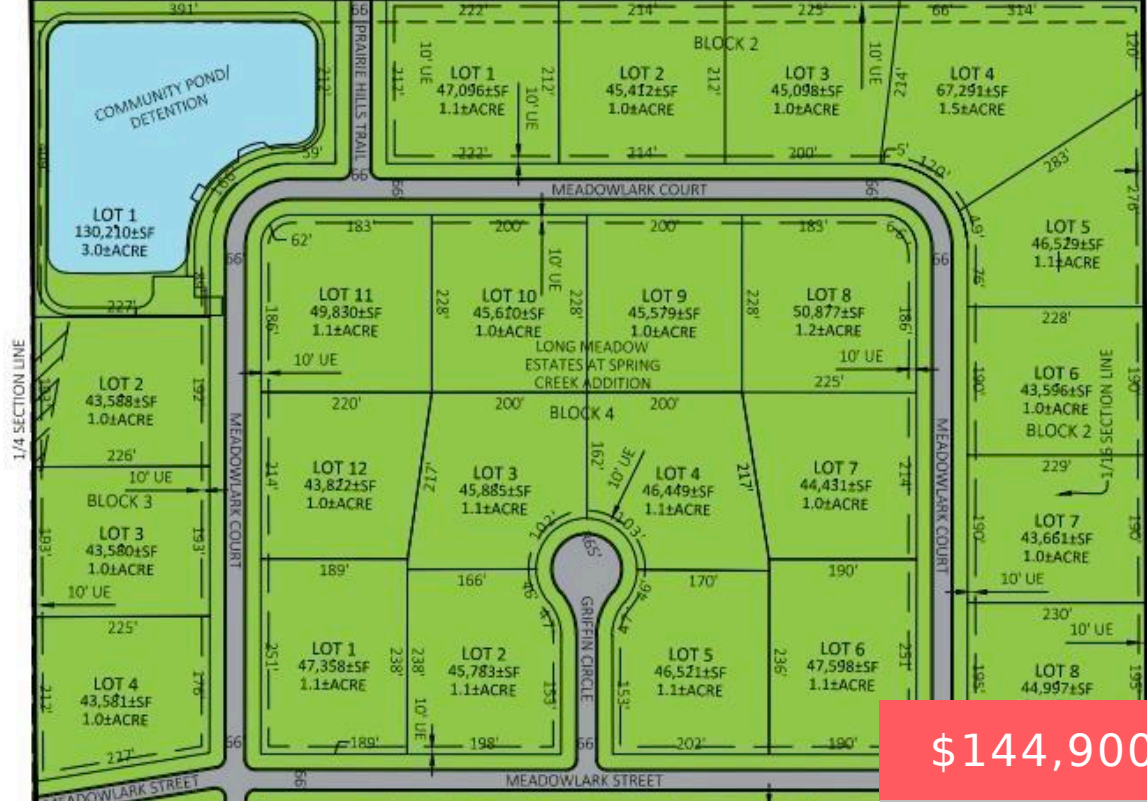 391'
66'
222'
214'
225'
66'
314'
BLOCK 2
COMMUNITY POND/
DETENTION
212'
PRAIRIE HILLS TRAIL
212'
10' UE
LOT 1
47,096±SF
1.1±ACRE
212'
10' UE
LOT 2
45,412±SF
1.0±ACRE
212'
LOT 3
45,098±SF
1.0±ACRE
10' UE
214'
LOT 4
67,291±SF
1.5±ACRE
120'
59'
222'
214'
200'
5'
120'
283'
166'
66'
66'
MEADOWLARK COURT
66'
276'
LOT 1
130,210±SF
3.0±ACRE
227'
66'
62'
183'
200'
200'
183'
66'
66'
49'
76'
LOT 5
46,529±SF
1.1±ACRE
228'
186'
LOT 11
49,830±SF
1.1±ACRE
228'
LOT 10
45,610±SF
1.0±ACRE
10' UE
228'
LOT 9
45,579±SF
1.0±ACRE
228'
LOT 8
50,877±SF
1.2±ACRE
186'
10' UE
LONG MEADOW
ESTATES AT SPRING
CREEK ADDITION
10' UE
225'
1/4 SECTION LINE
LOT 2
43,588±SF
1.0±ACRE
192'
226'
220'
200'
BLOCK 4
200'
190'
LOT 6
43,596±SF
1.0±ACRE
BLOCK 2
190'
1/16 SECTION LINE
229'
10' UE
BLOCK 3
MEADOWLARK COURT
214'
LOT 12
43,822±SF
1.0±ACRE
217'
LOT 3
45,885±SF
1.1±ACRE
162'
10' UE
LOT 4
46,449±SF
1.1±ACRE
217'
LOT 7
44,431±SF
1.0±ACRE
214'
MEADOWLARK COURT
193'
LOT 3
43,580±SF
1.0±ACRE
193'
10' UE
225'
102'
103'
190'
LOT 7
43,661±SF
1.0±ACRE
190'
10' UE
230'
10' UE
189'
166'
46'
47'
GRIFFIN CIRCLE
46'
47'
170'
190'
212'
LOT 4
43,581±SF
1.0±ACRE
176'
227'
251'
LOT 1
47,358±SF
1.1±ACRE
238'
238'
LOT 2
45,783±SF
1.1±ACRE
10' UE
153'
153'
LOT 5
46,521±SF
1.1±ACRE
236'
LOT 6
47,598±SF
1.1±ACRE
251'
195'
LOT 8
44,997±SF
195'
66'
189'
198'
66'
202'
190'
66'
MEADOWLARK STREET
MEADOWLARK STREET
$144,900